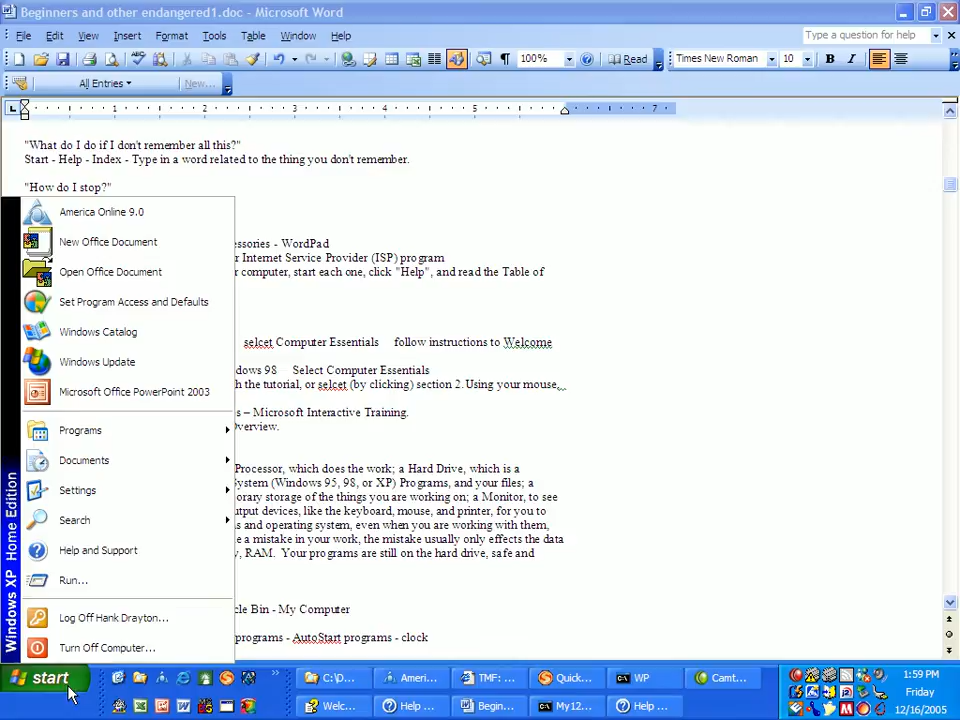 Beginners and other endangered1.doc - Microsoft Word
File Edit View Insert Format Tools Table Window Help
Type a question for help
100%
Read
Times New Roman
10
B I
All Entries
New...
L
1 2 3 4 5 7
"What do I do if I don't remember all this?"
Start - Help - Index - Type in a word related to the thing you don't remember.
"How do I stop?"
America Online 9.0
New Office Document
essories - WordPad
r Internet Service Provider (ISP) program
Open Office Document
r computer, start each one, click "Help", and read the Table of
Set Program Access and Defaults
Windows Catalog
selcet Computer Essentials follow instructions to Welcome
Windows Update
dows 98 Select Computer Essentials
h the tutorial, or selcet (by clicking) section 2. Using your mouse,
Microsoft Office PowerPoint 2003
s – Microsoft Interactive Training.
Overview.
Programs
Documents
Processor, which does the work; a Hard Drive, which is a
System (Windows 95, 98, or XP) Programs, and your files; a
Settings
orary storage of the things you are working on; a Monitor, to see
utput devices, like the keyboard, mouse, and printer, for you to
Search
s and operating system, even when you are working with them,
e a mistake in your work, the mistake usually only effects the data
Help and Support
y, RAM. Your programs are still on the hard drive, safe and
Run...
Log Off Hank Drayton...
cle Bin - My Computer
programs - AutoStart programs - clock
Turn Off Computer...
Windows XP Home Edition
start
C:\D...
Ameri...
TMF: ...
Quick...
WP
Camt...
Welc...
Help ...
Begin...
My12...
Help ...
1:59 PM
Friday
12/16/2005